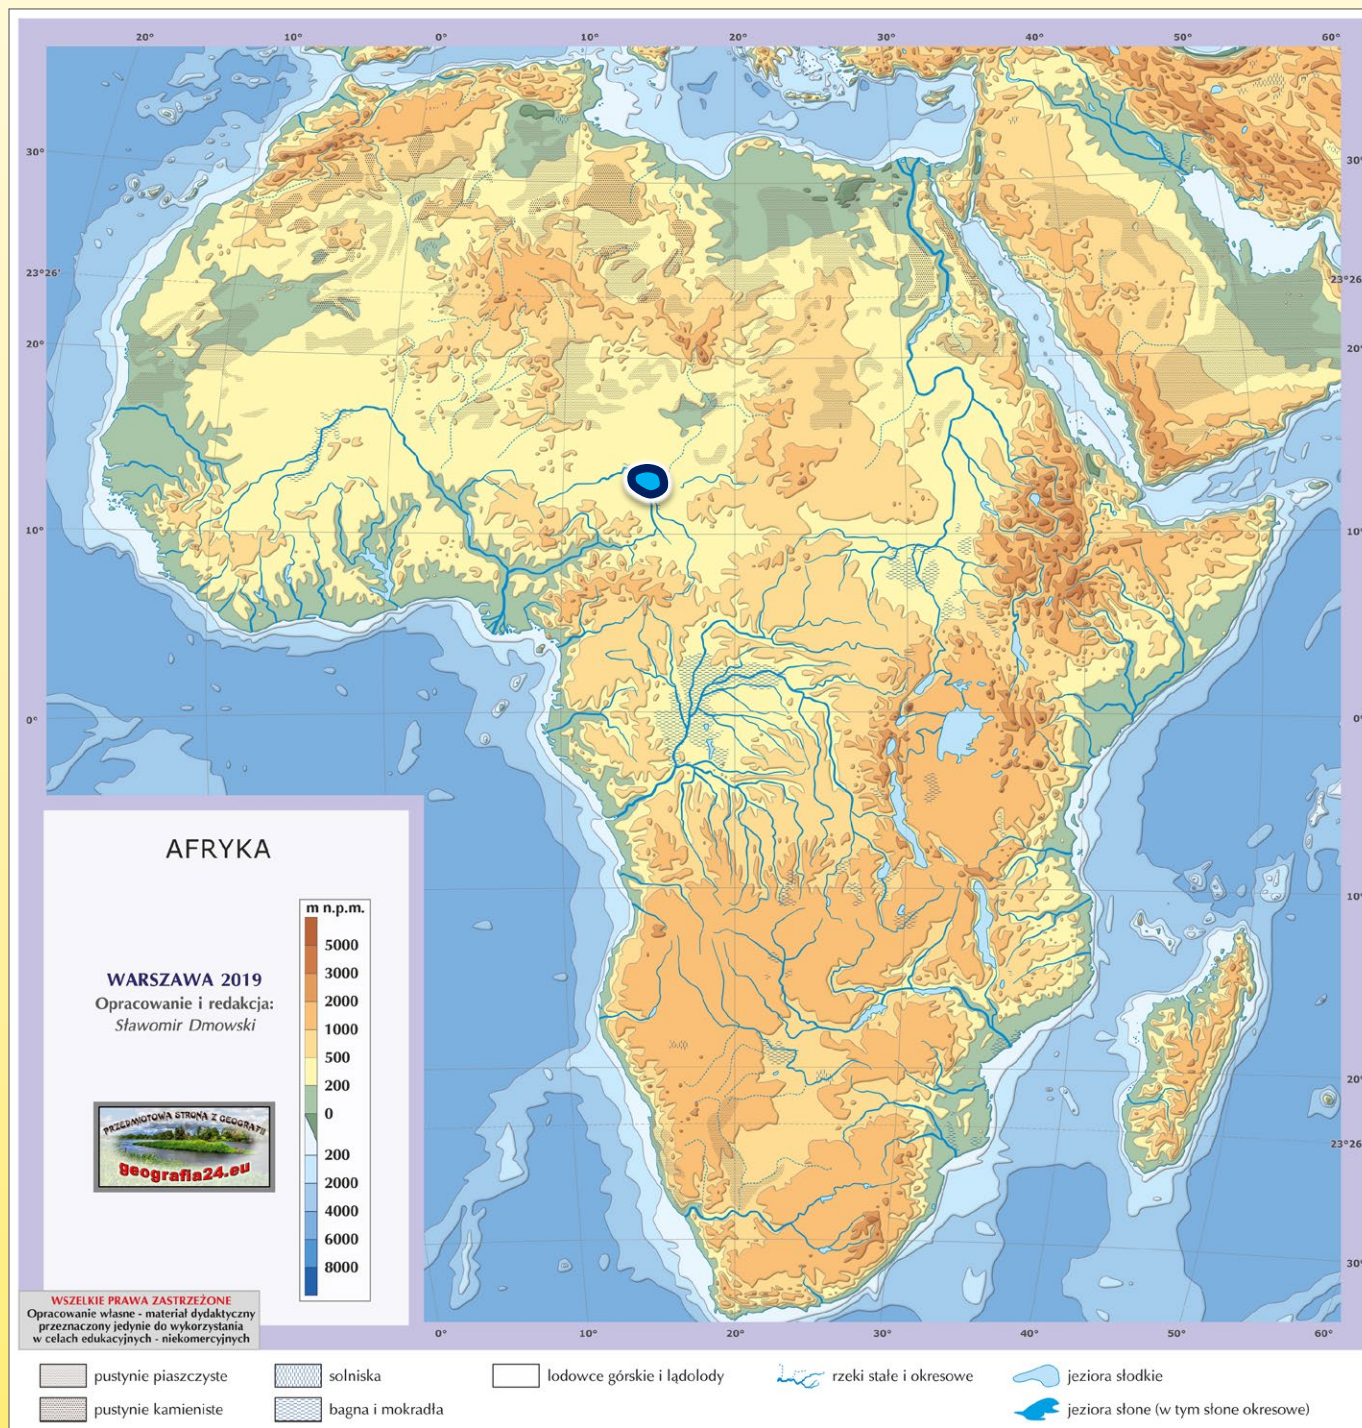 20° 10° 0° 10° 20° 30° 40° 50° 60°
30° 30°
23°26' 23°26'
20° 20°
10° 10°
0° 0°
10°
20°
23°26'
30°
0° 10° 20° 30° 40° 50° 60°
AFRYKA
WARSZAWA 2019
Opracowanie i redakcja:
Sławomir Dmowski
m n.p.m.
5000
3000
2000
1000
500
200
0
200
2000
4000
6000
8000
PRZEDMIOTOWA STRONA Z GEOGRAFII
geografia24.eu
WSZELKIE PRAWA ZASTRZEŻONE
Opracowanie własne - materiał dydaktyczny
przeznaczony jedynie do wykorzystania
w celach edukacyjnych - niekomercyjnych
pustynie piaszczyste
pustynie kamieniste
solniska
bagna i mokradła
lodowce górskie i lądolody
rzeki stałe i okresowe
jeziora słodkie
jeziora słone (w tym słone okresowe)